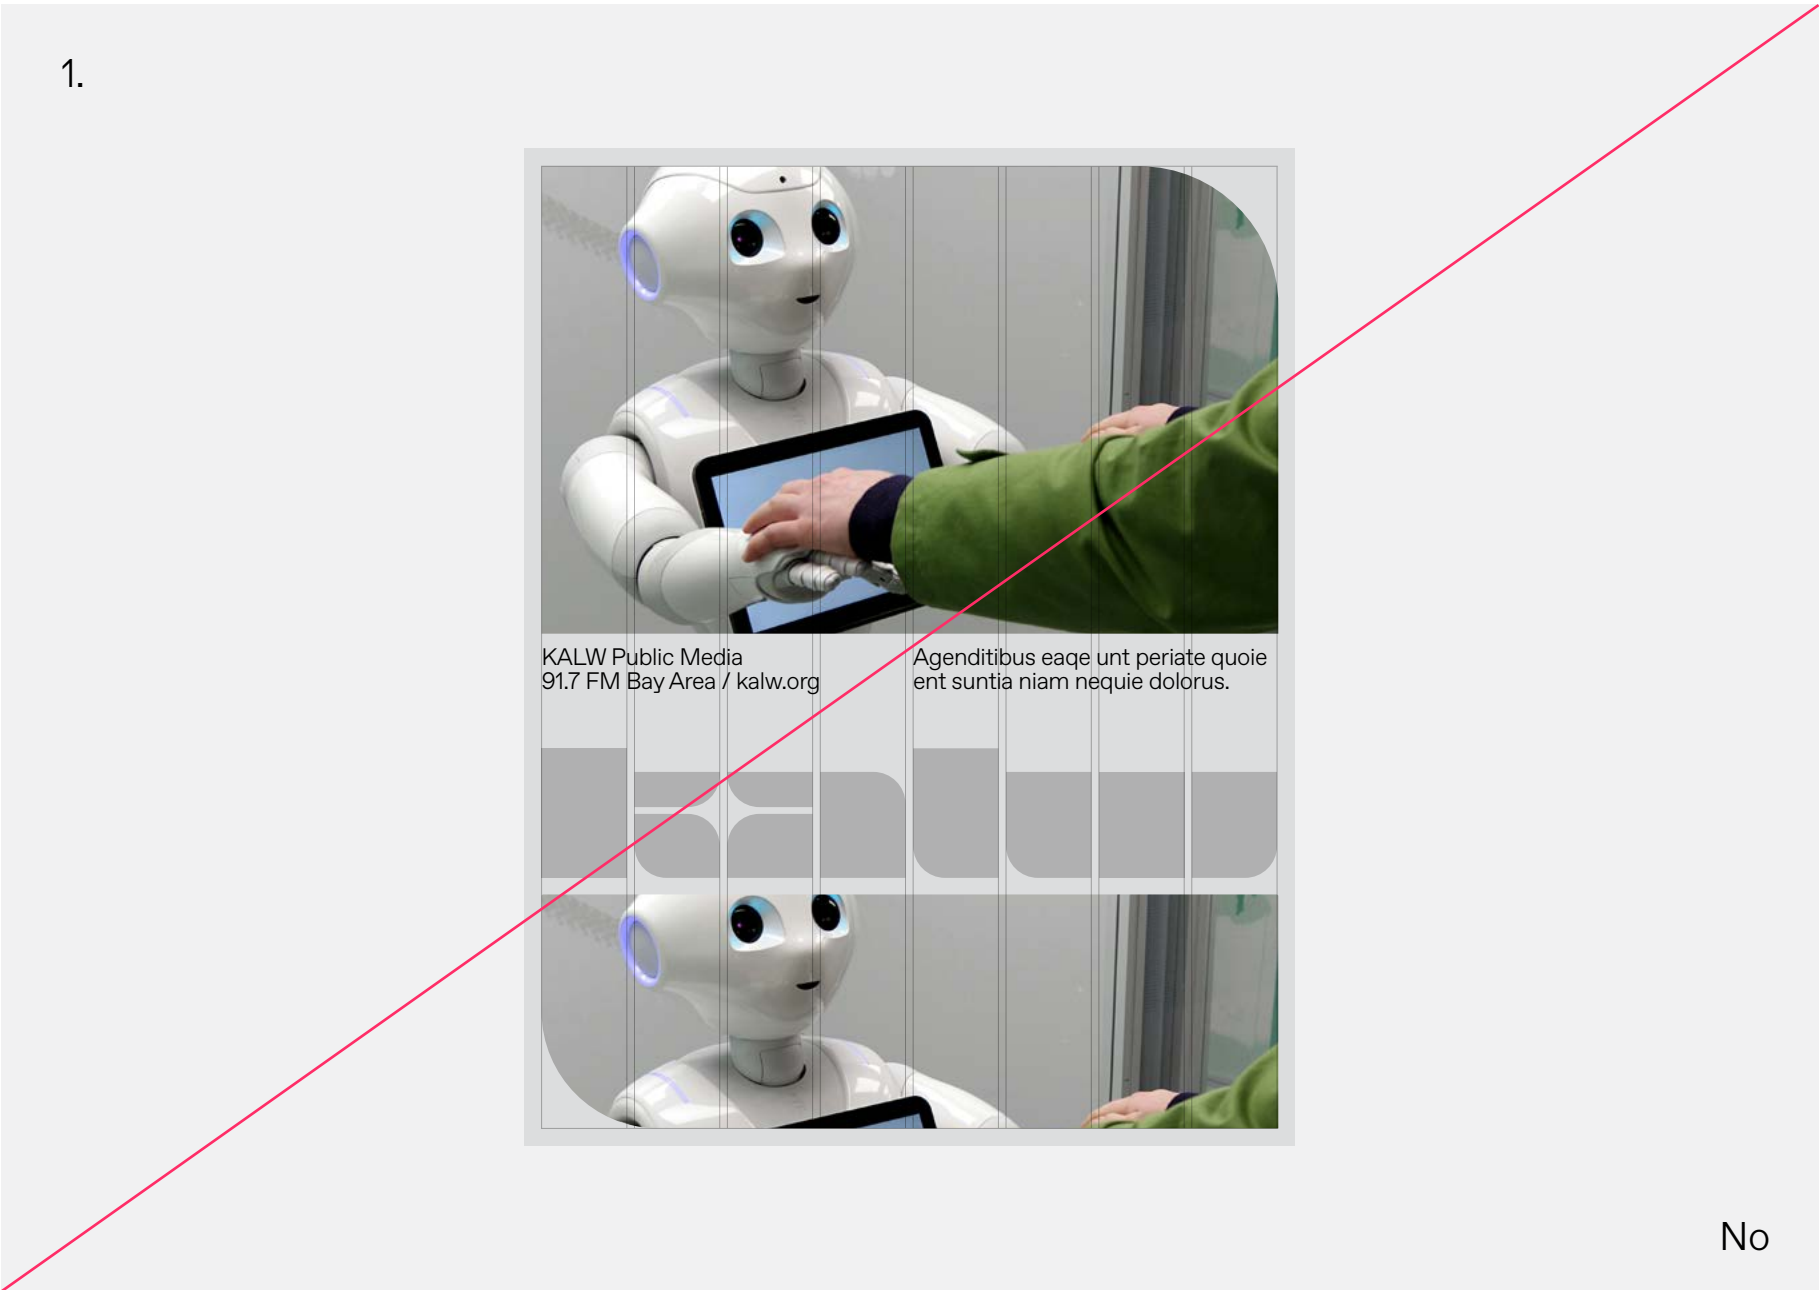 1.
KALW Public Media
91.7 FM Bay Area / kalw.org
Agenditibus eaqe unt periate quoie
ent suntia niam nequie dolorus.
kalw
No